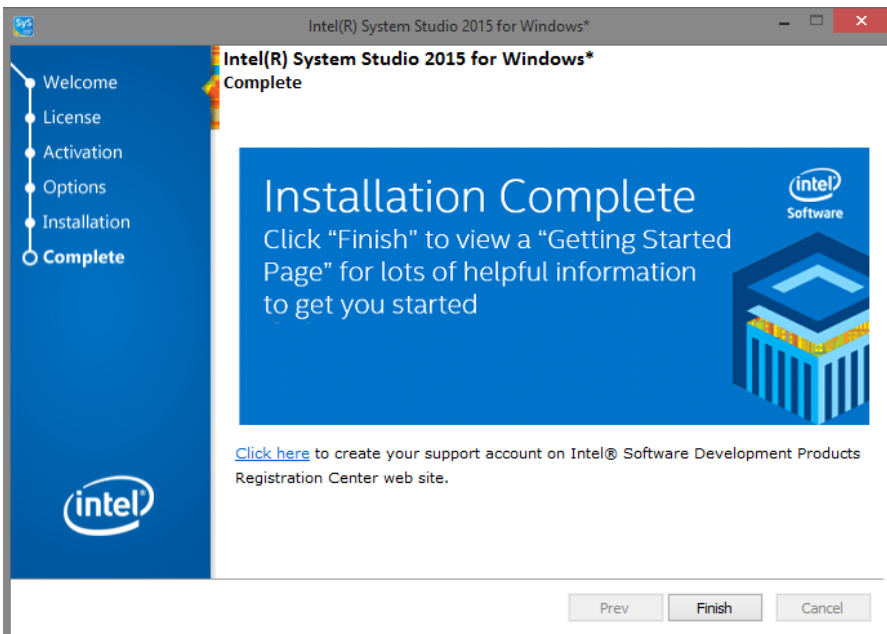 SyS
Intel(R) System Studio 2015 for Windows*
Intel(R) System Studio 2015 for Windows*
Complete
Welcome
License
Activation
Options
Installation
Complete
Installation Complete
Click “Finish” to view a “Getting Started
Page” for lots of helpful information
to get you started
intel
Software
Click here to create your support account on Intel® Software Development Products
Registration Center web site.
intel
Prev
Finish
Cancel